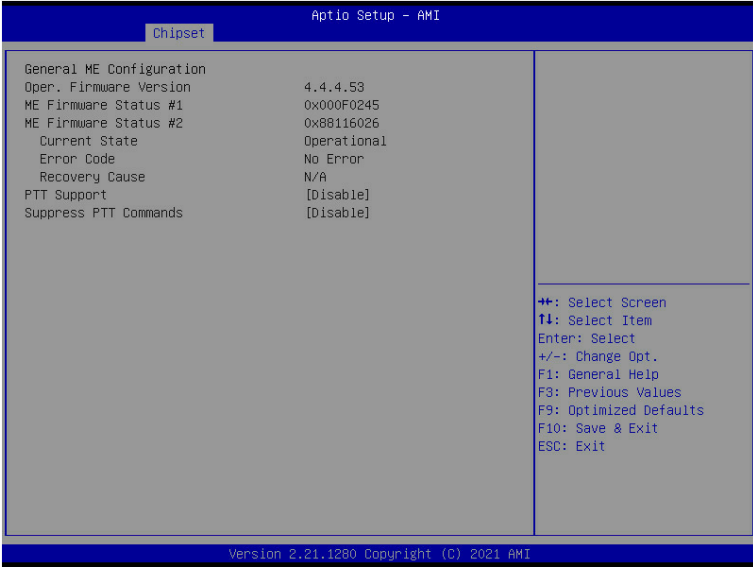 Aptio Setup - AMI
Chipset
General ME Configuration
Oper. Firmware Version 4.4.4.53
ME Firmware Status #1 0x000F0245
ME Firmware Status #2 0x88116026
Current State Operational
Error Code No Error
Recovery Cause N/A
PTT Support [Disable]
Suppress PTT Commands [Disable]
→←: Select Screen
↑↓: Select Item
Enter: Select
+/-: Change Opt.
F1: General Help
F3: Previous Values
F9: Optimized Defaults
F10: Save & Exit
ESC: Exit
Version 2.21.1280 Copyright (C) 2021 AMI